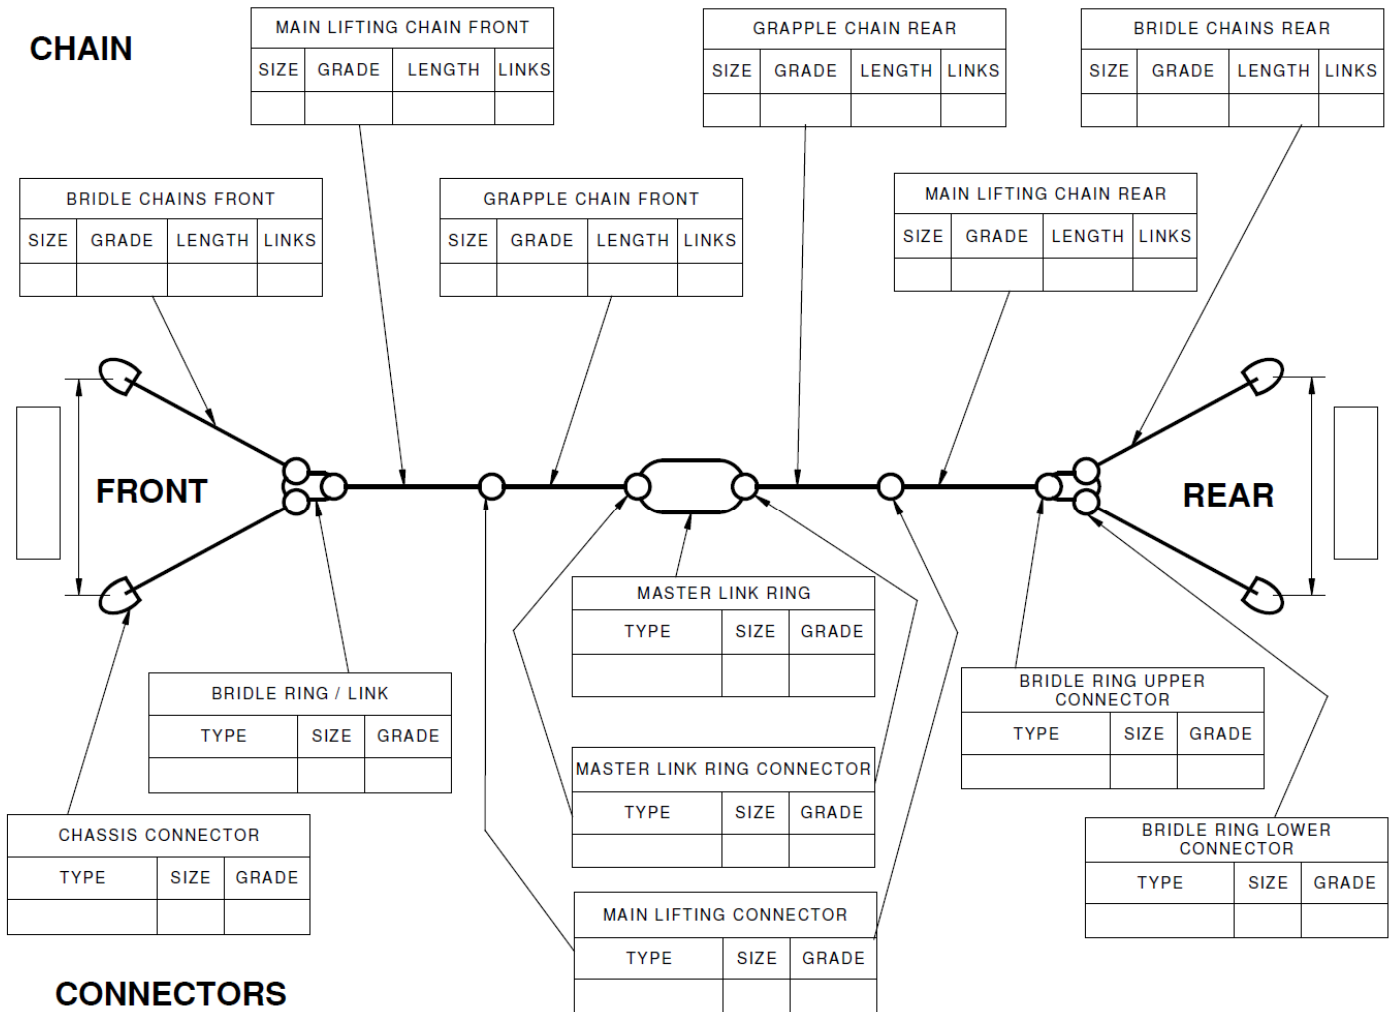 CHAIN
MAIN LIFTING CHAIN FRONT
SIZE GRADE LENGTH LINKS
GRAPPLE CHAIN REAR
SIZE GRADE LENGTH LINKS
BRIDLE CHAINS REAR
SIZE GRADE LENGTH LINKS
BRIDLE CHAINS FRONT
SIZE GRADE LENGTH LINKS
GRAPPLE CHAIN FRONT
SIZE GRADE LENGTH LINKS
MAIN LIFTING CHAIN REAR
SIZE GRADE LENGTH LINKS
FRONT
REAR
MASTER LINK RING
TYPE SIZE GRADE
BRIDLE RING / LINK
TYPE SIZE GRADE
BRIDLE RING UPPER
CONNECTOR
TYPE SIZE GRADE
MASTER LINK RING CONNECTOR
TYPE SIZE GRADE
CHASSIS CONNECTOR
TYPE SIZE GRADE
BRIDLE RING LOWER
CONNECTOR
TYPE SIZE GRADE
MAIN LIFTING CONNECTOR
TYPE SIZE GRADE
CONNECTORS